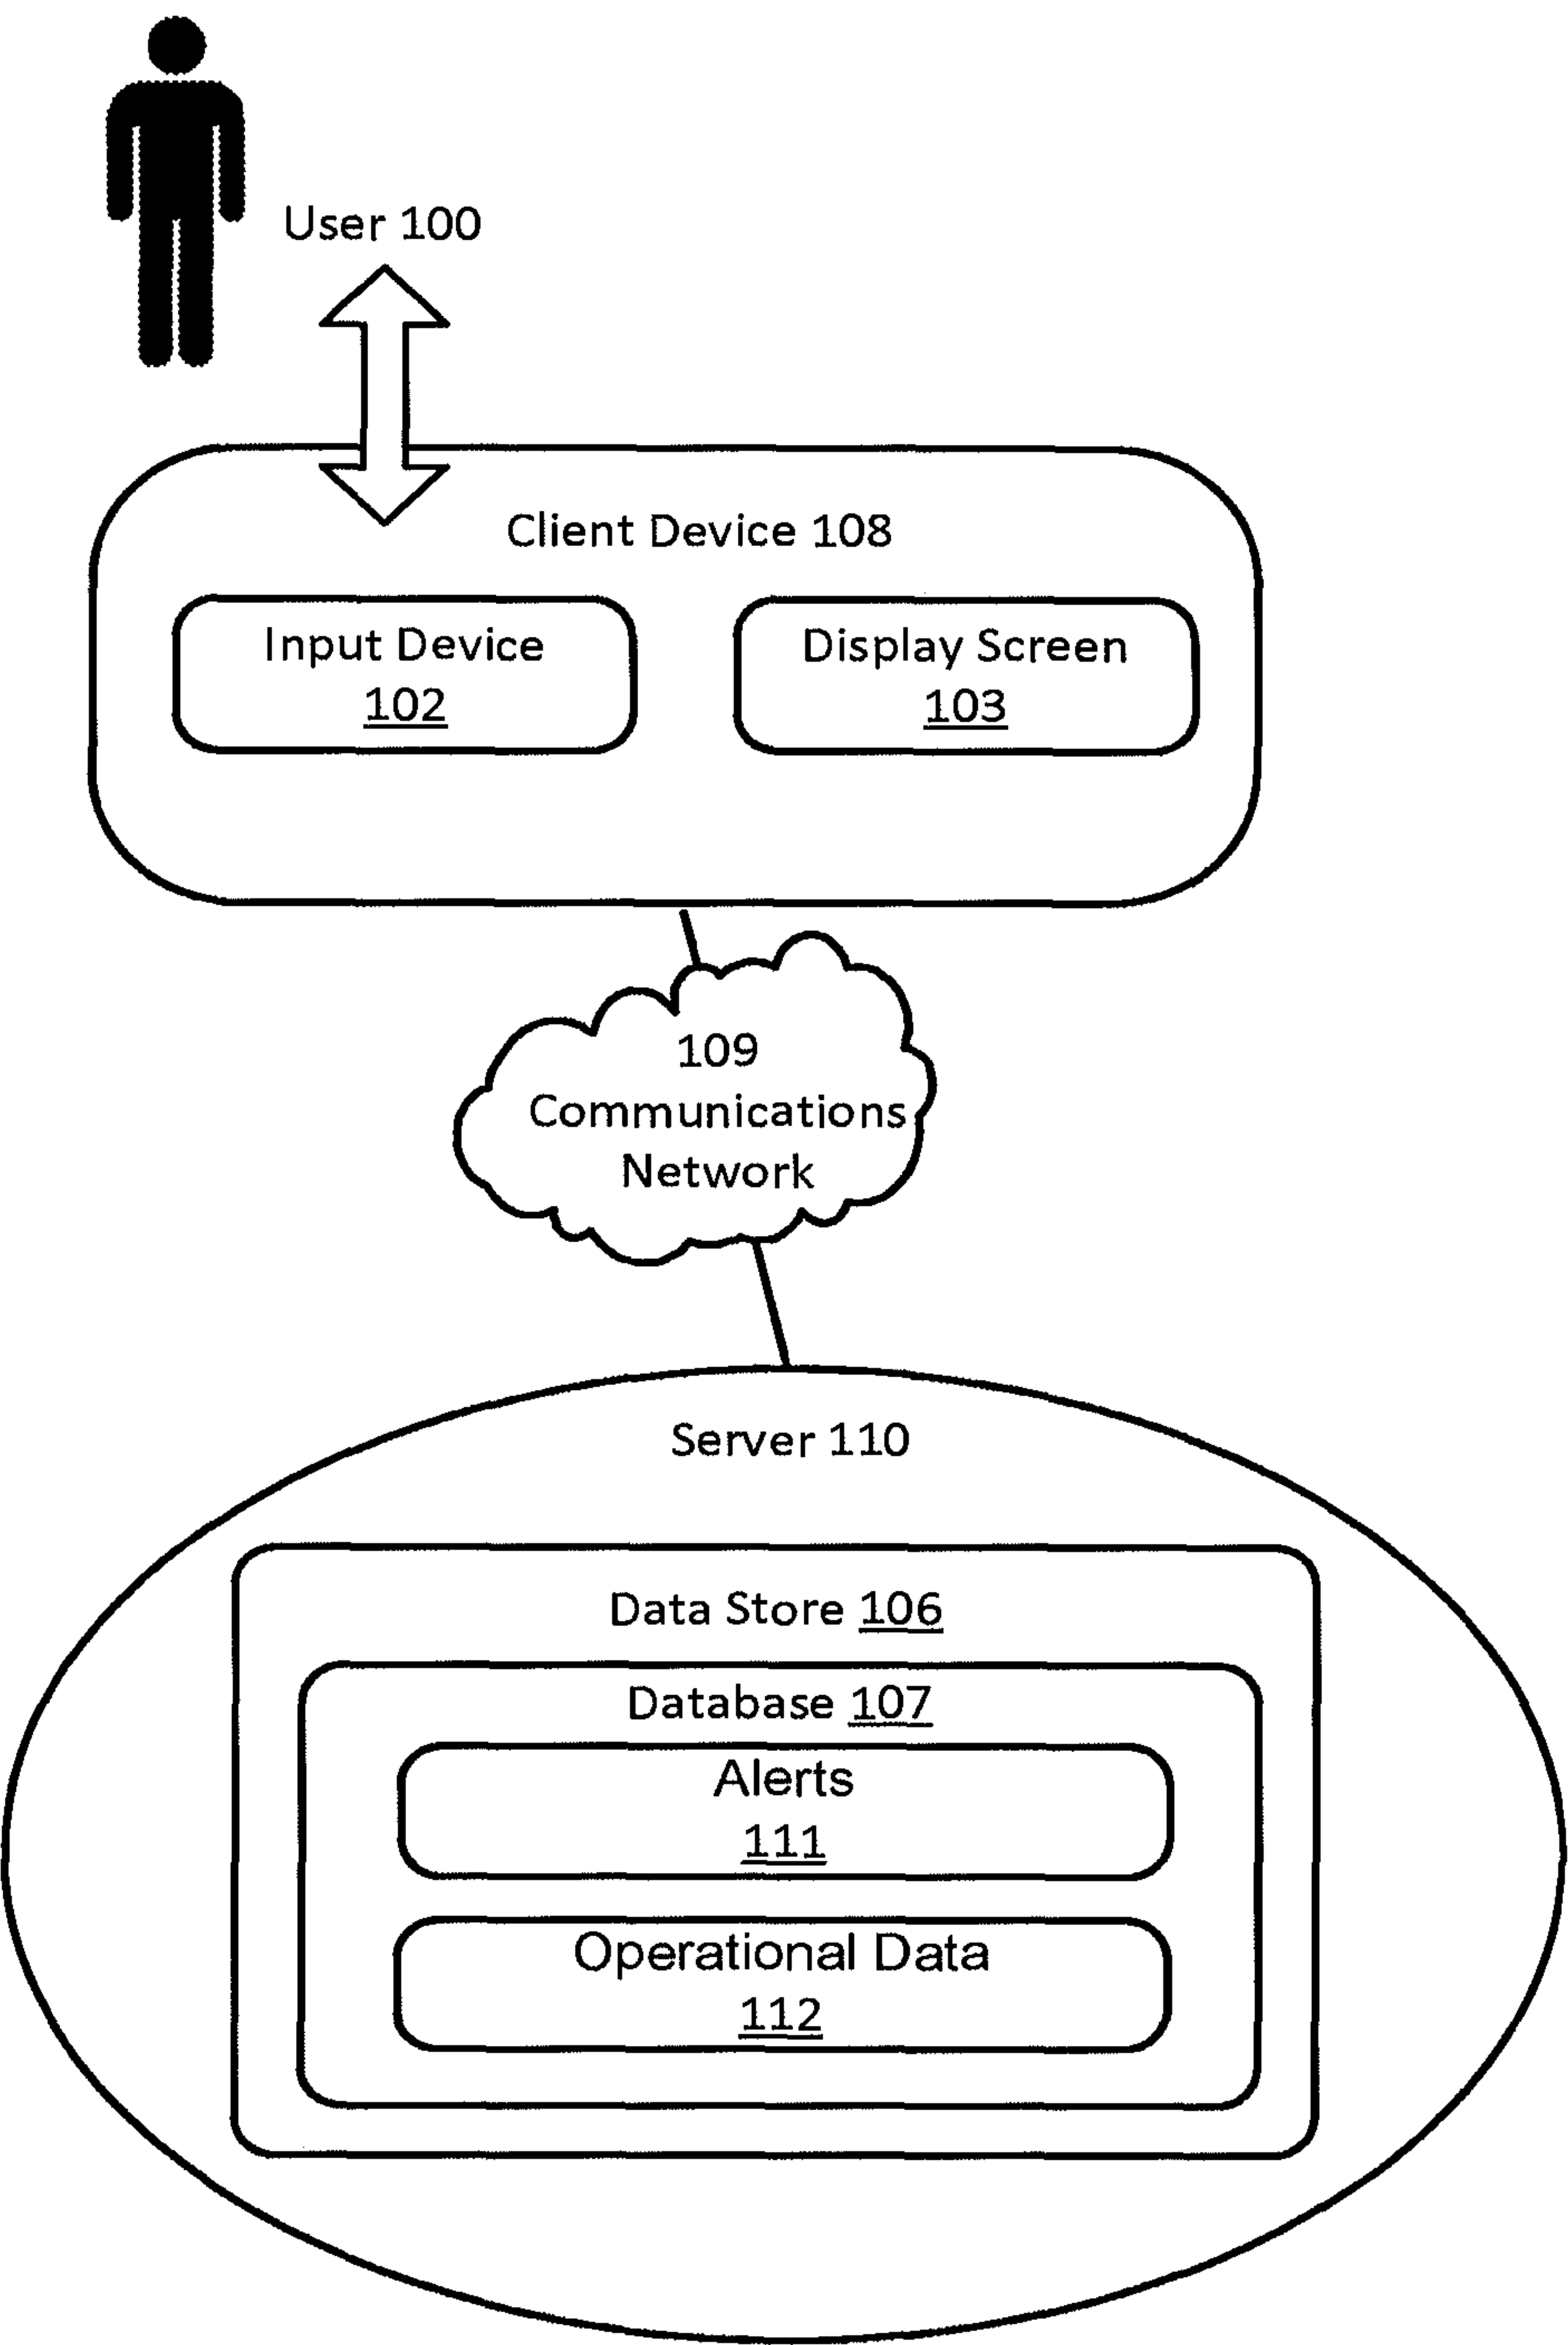 User 100
Client Device 108
Input Device
102
Display Screen
103
109
Communications
Network
Server 110
Data Store 106
Database 107
Alerts
111
Operational Data
112